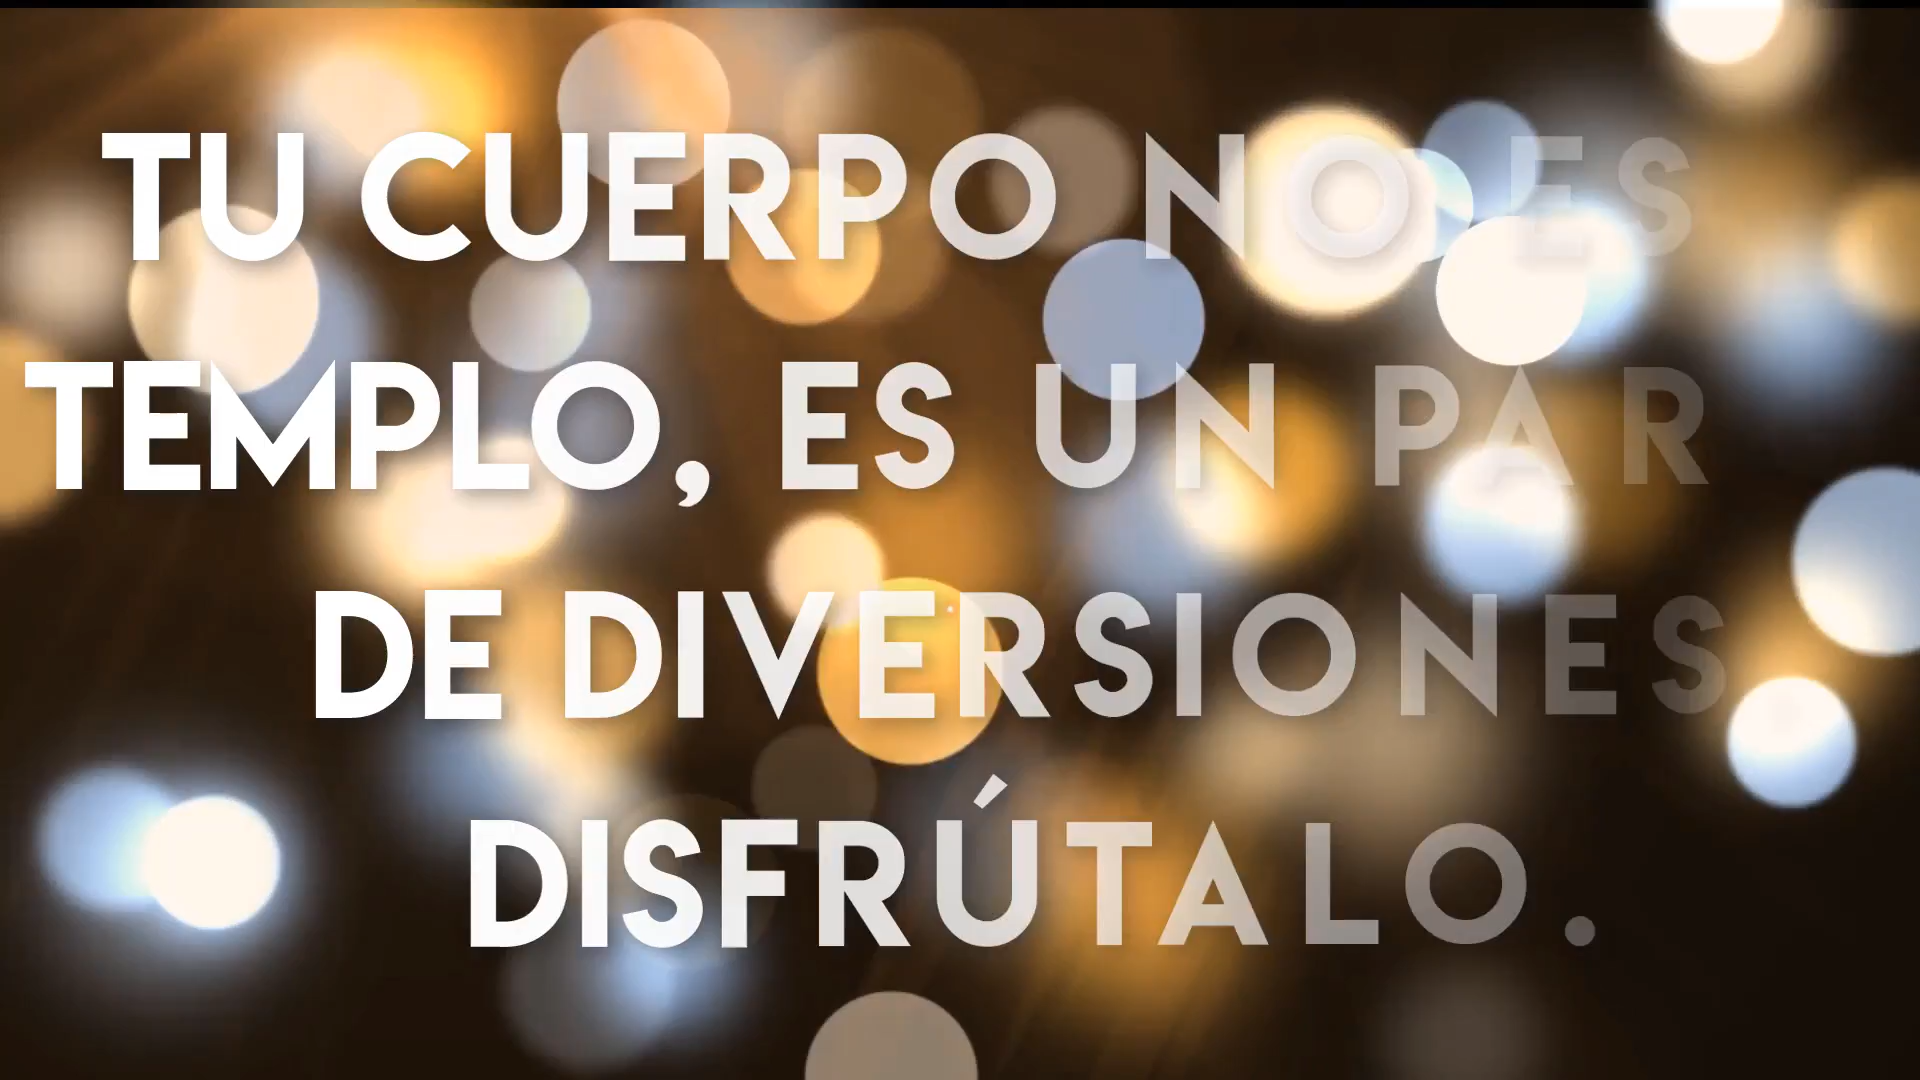 TU CUERPO NO ES
TEMPLO, ES UN PAR
DE DIVERSIONES
DISFRÚTALO.